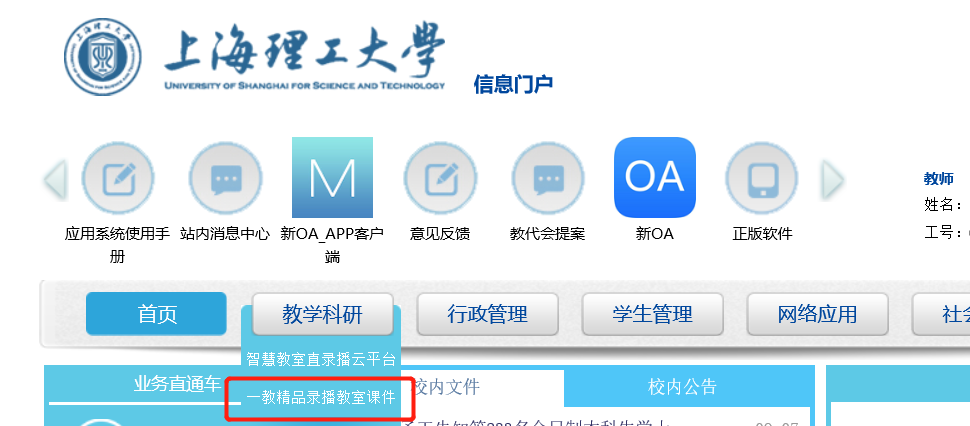 上海理工大學
UNIVERSITY OF SHANGHAI FOR SCIENCE AND TECHNOLOGY
信息门户
M
OA
应用系统使用手册
站内消息中心
新OA_APP客户端
意见反馈
教代会提案
新OA
正版软件
教师
姓名：
工号：
首页
教学科研
行政管理
学生管理
网络应用
智慧教室直录播云平台
一教精品录播教室课件
业务直通车
校内文件
校内公告